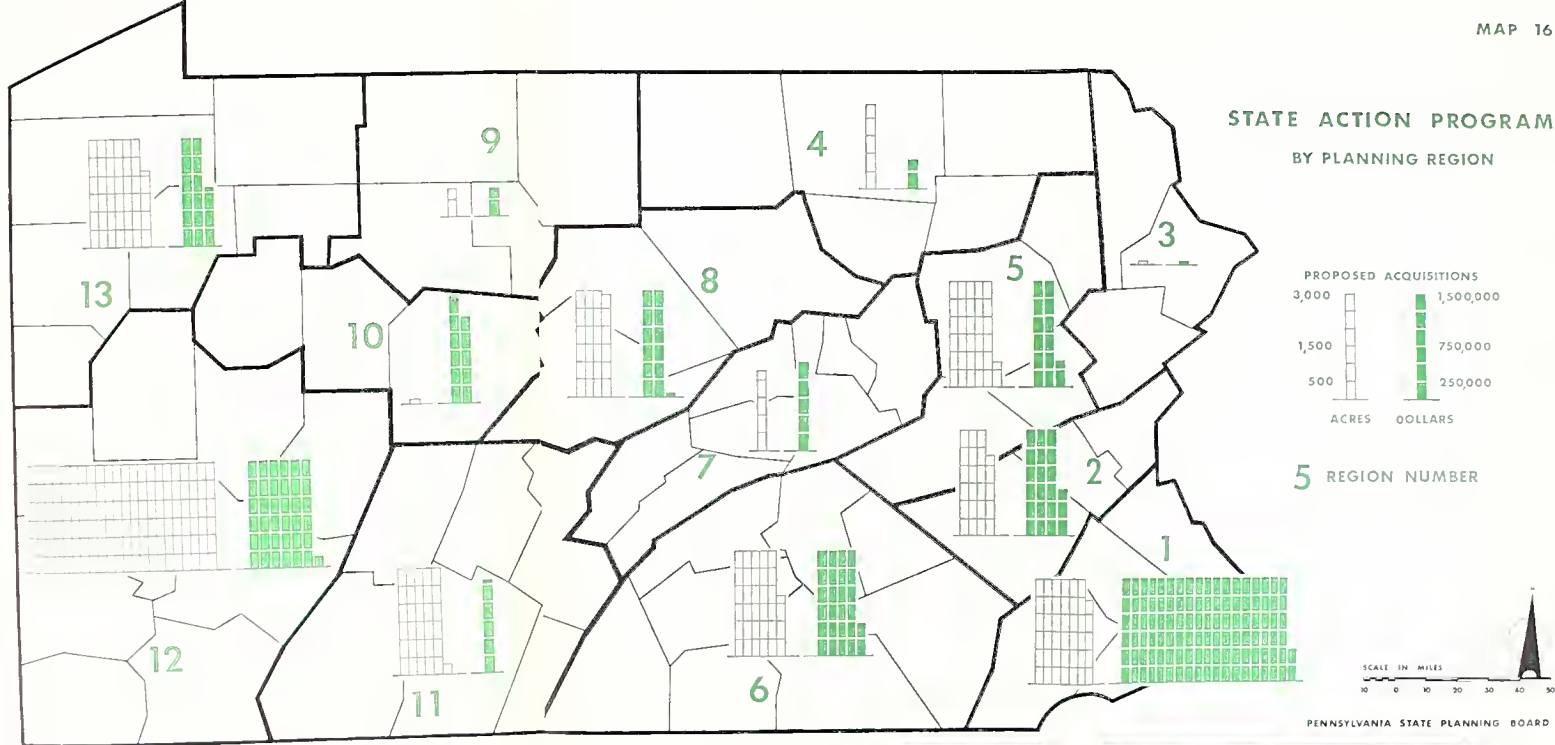 MAP 16
STATE ACTION PROGRAM
BY PLANNING REGION
9
4
3
5
8
13
10
7
2
1
12
11
6
PROPOSED ACQUISITIONS
3,000 1,500,000
1,500 750,000
500 250,000
ACRES DOLLARS
5 REGION NUMBER
SCALE IN MILES
10 0 10 20 30 40 50
PENNSYLVANIA STATE PLANNING BOARD